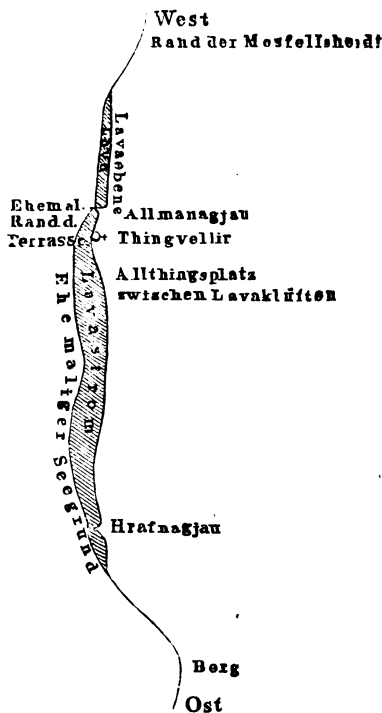 West
Rand der Mosfellsheidi
Lavaebene
Lava
Ehemal.
Rand d.
Terrasse
Allmanagjau
Thingvellir
Allthingsplatz
zwischen Lavaklüften
Lavastrom
Ehemaliger Seegrund
Hrafnagjau
Berg
Ost